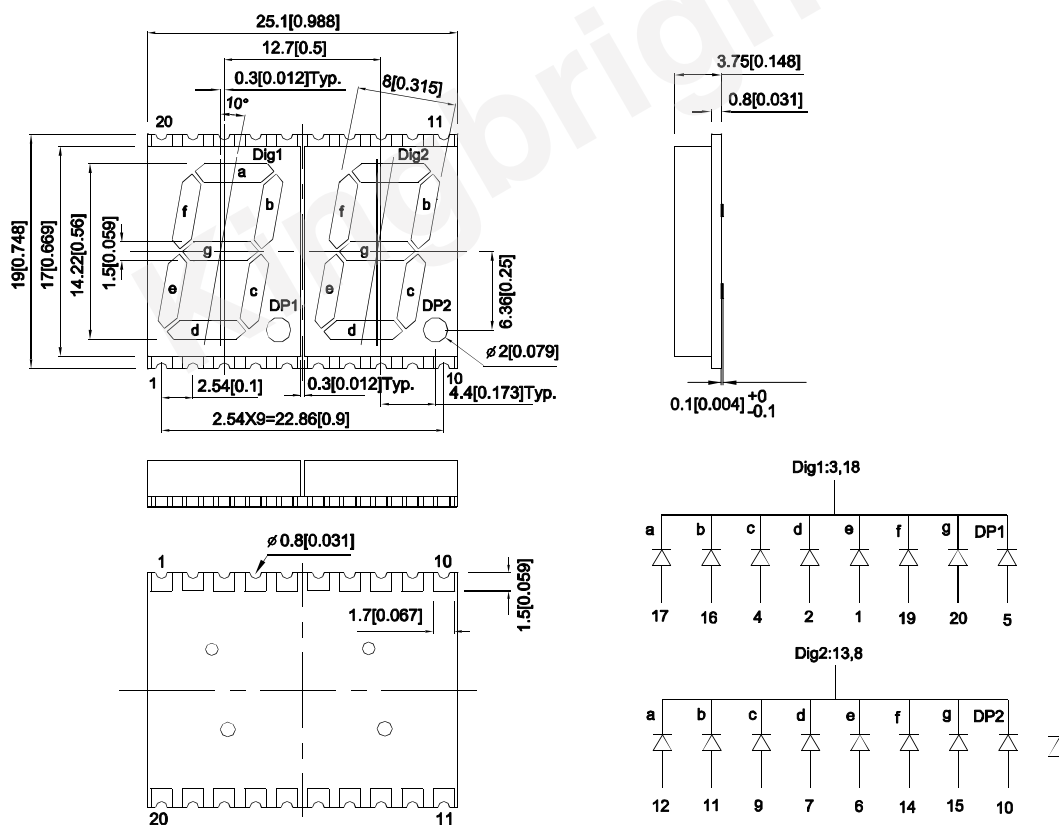 25.1[0.988]
12.7[0.5]
0.3[0.012]Typ.
8[0.315]
10°
20
11
Dig1
Dig2
a
b
f
g
e
c
d
DP1
f
b
g
e
c
d
DP2
19[0.748]
17[0.669]
14.22[0.56]
1.5[0.059]
6.36[0.25]
ø2[0.079]
1
10
2.54[0.1]
0.3[0.012]Typ.
4.4[0.173]Typ.
2.54X9=22.86[0.9]
3.75[0.148]
0.8[0.031]
0.1[0.004] +0 -0.1
Kingbright
ø0.8[0.031]
1
10
1.7[0.067]
1.5[0.059]
20
11
Dig1:3,18
a b c d e f g DP1
17 16 4 2 1 19 20 5
Dig2:13,8
a b c d e f g DP2
12 11 9 7 6 14 15 10